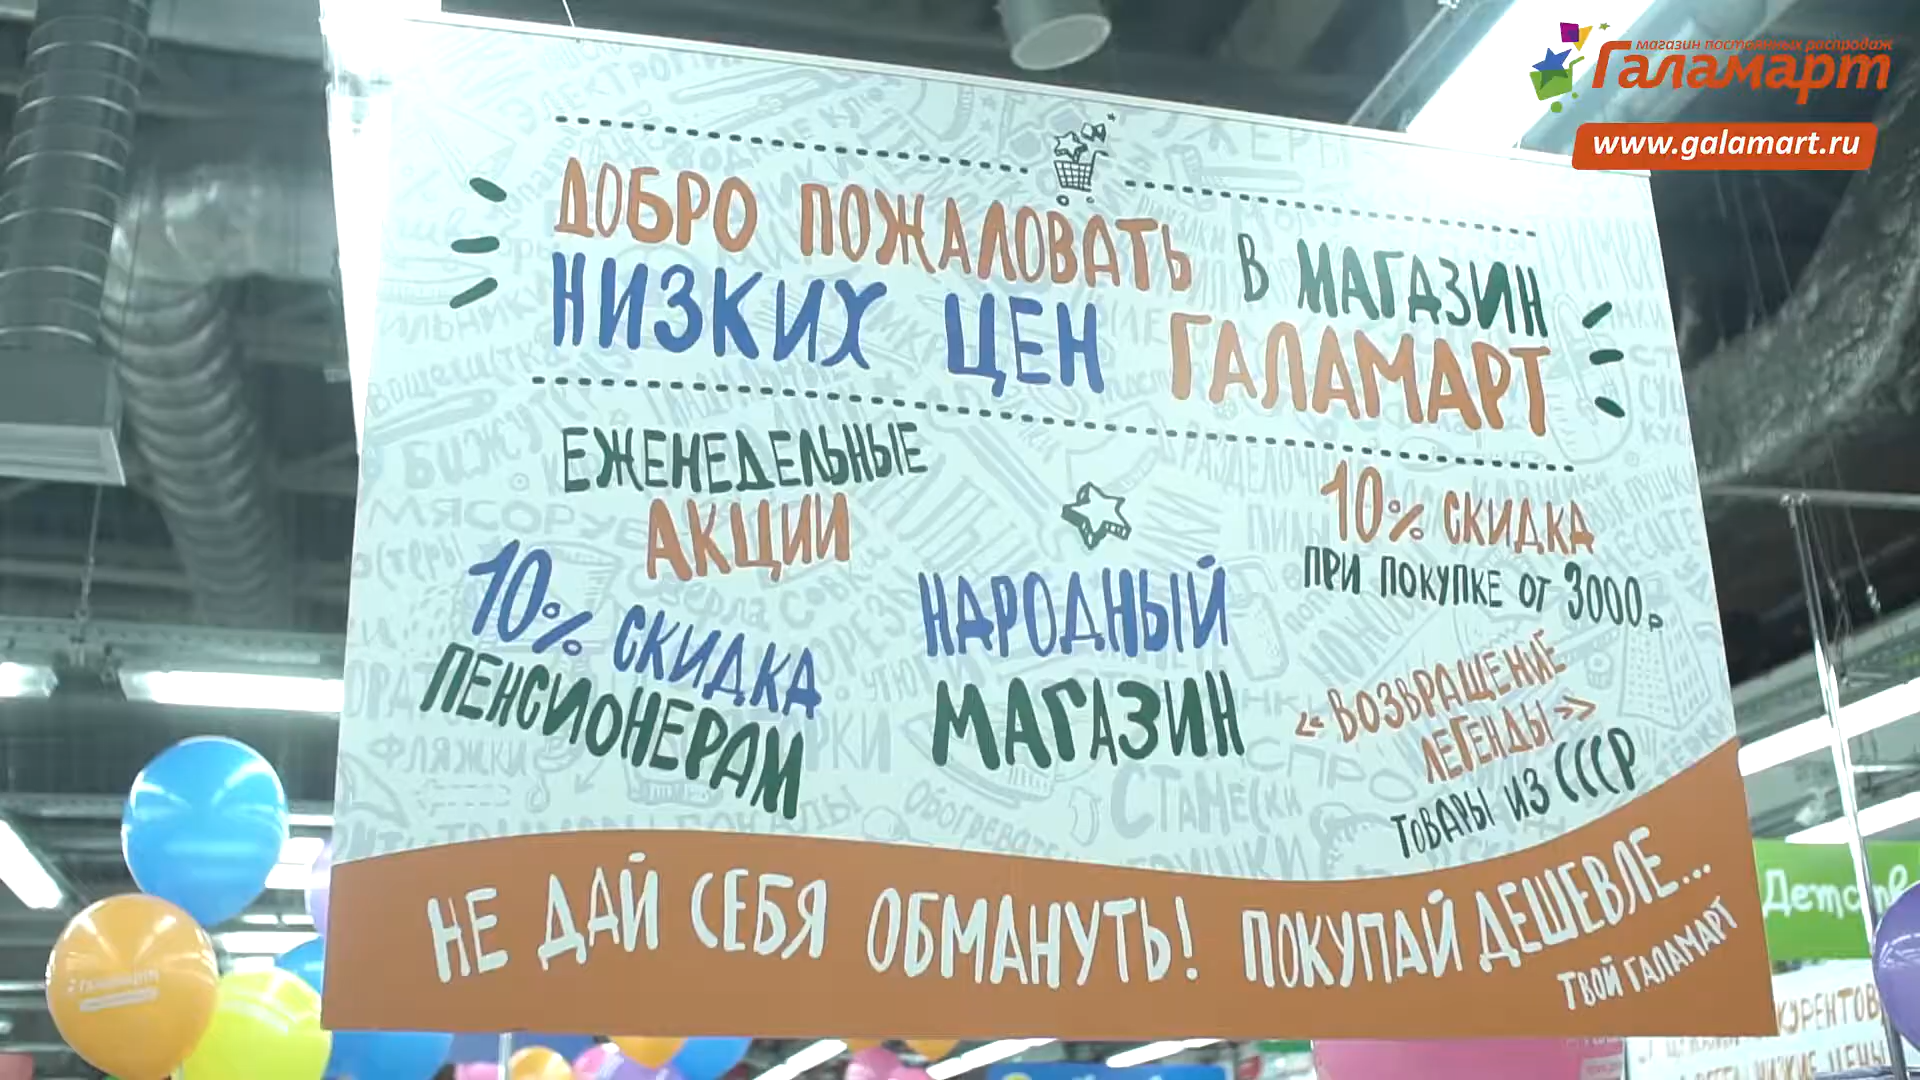 магазин постоянных распродаж
Галамарт
www.galamart.ru
ДОБРО ПОЖАЛОВАТЬ В МАГАЗИН
НИЗКИХ ЦЕН ГАЛАМАРТ
ЕЖЕНЕДЕЛЬНЫЕ
АКЦИИ
10% СКИДКА
ПЕНСИОНЕРАМ
НАРОДНЫЙ
МАГАЗИН
10% СКИДКА
ПРИ ПОКУПКЕ ОТ 3000р
«ВОЗВРАЩЕНИЕ
ЛЕГЕНДЫ»
ТОВАРЫ ИЗ СССР
НЕ ДАЙ СЕБЯ ОБМАНУТЬ! ПОКУПАЙ ДЕШЕВЛЕ...
ТВОЙ ГАЛАМАРТ
ГАЛАМАРТ